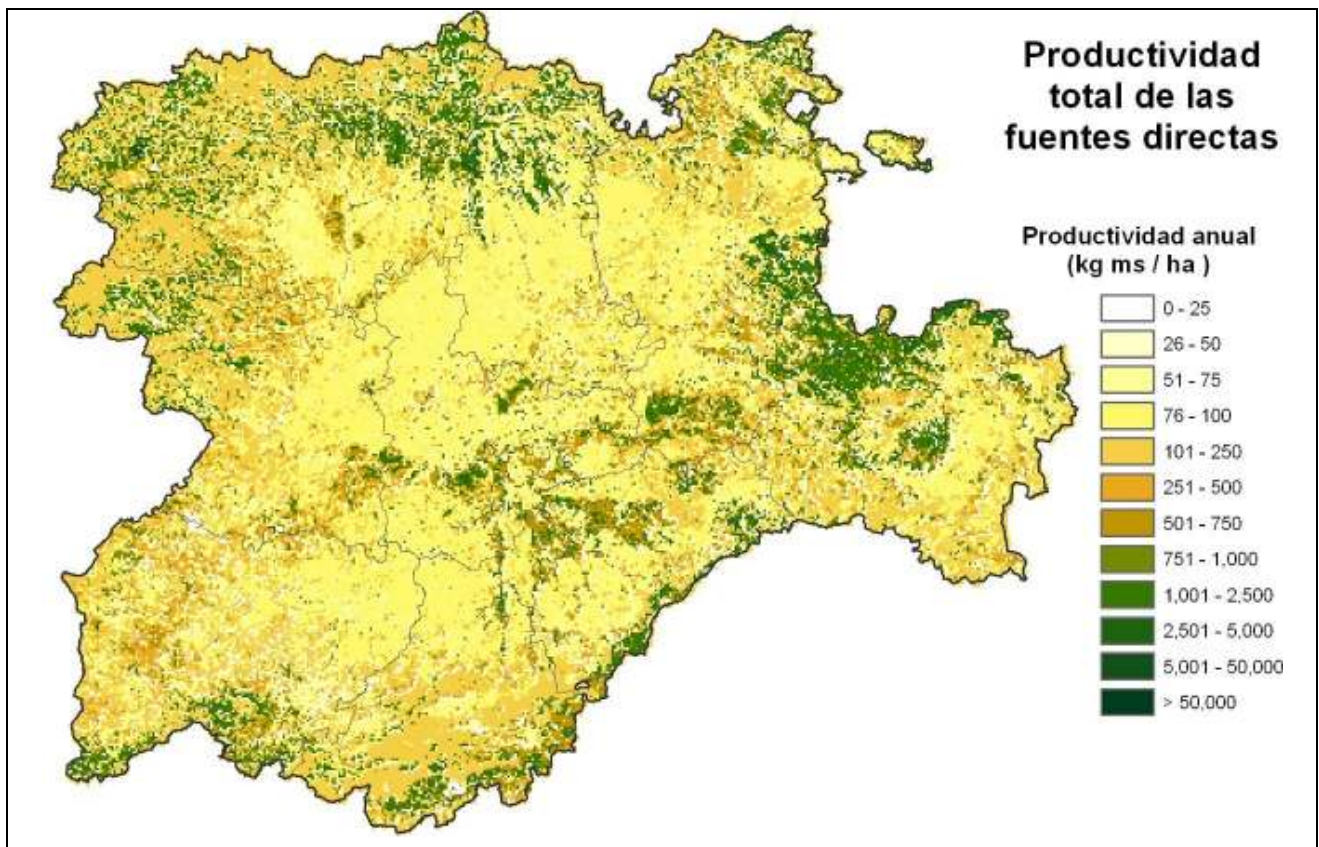 Productividad
total de las
fuentes directas
Productividad anual
(kg ms / ha )
0 - 25
26 - 50
51 - 75
76 - 100
101 - 250
251 - 500
501 - 750
751 - 1,000
1,001 - 2,500
2,501 - 5,000
5,001 - 50,000
> 50,000